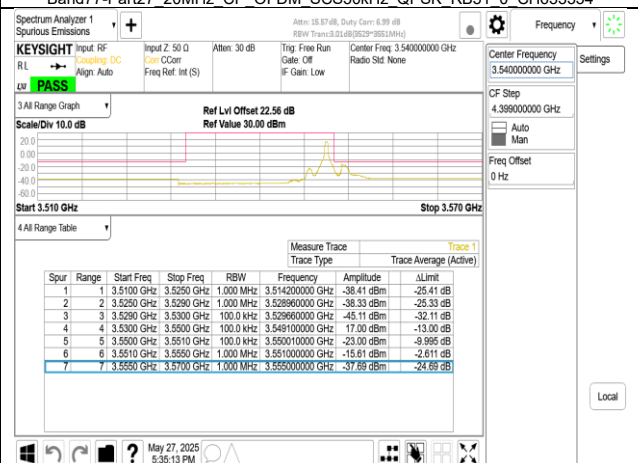 Spectrum Analyzer 1
Spurious Emissions
Attn: 15.57dB, Duty Corr: 6.99 dB
Frequency
KEYSIGHT
Input: RF
Coupling: DC
Align: Auto
Input Z: 50 Ω
Corr CCorr
Freq Ref: Int (S)
Atten: 30 dB
Trig: Free Run
Gate: Off
IF Gain: Low
Center Freq: 3.540000000 GHz
Radio Std: None
RL
LXI PASS
Center Frequency
3.540000000 GHz
Settings
CF Step
4.399000000 GHz
Auto
Man
Freq Offset
0 Hz
3 All Range Graph
Scale/Div 10.0 dB
Ref Lvl Offset 22.56 dB
Ref Value 30.00 dBm
20.0
0.00
-20.0
-40.0
-60.0
Start 3.510 GHz
Stop 3.570 GHz
4 All Range Table
Measure Trace Trace 1
Trace Type Trace Average (Active)
Spur Range Start Freq Stop Freq RBW Frequency Amplitude ΔLimit
1 1 3.5100 GHz 3.5250 GHz 1.000 MHz 3.514200000 GHz -38.41 dBm -25.41 dB
2 2 3.5250 GHz 3.5290 GHz 1.000 MHz 3.528960000 GHz -38.33 dBm -25.33 dB
3 3 3.5290 GHz 3.5300 GHz 100.0 kHz 3.529660000 GHz -45.11 dBm -32.11 dB
4 4 3.5300 GHz 3.5500 GHz 100.0 kHz 3.549100000 GHz 17.00 dBm -13.00 dB
5 5 3.5500 GHz 3.5510 GHz 100.0 kHz 3.550010000 GHz -23.00 dBm -9.995 dB
6 6 3.5510 GHz 3.5550 GHz 1.000 MHz 3.551000000 GHz -15.61 dBm -2.611 dB
7 7 3.5550 GHz 3.5700 GHz 1.000 MHz 3.555000000 GHz -37.69 dBm -24.69 dB
Local
May 27, 2025
5:35:13 PM